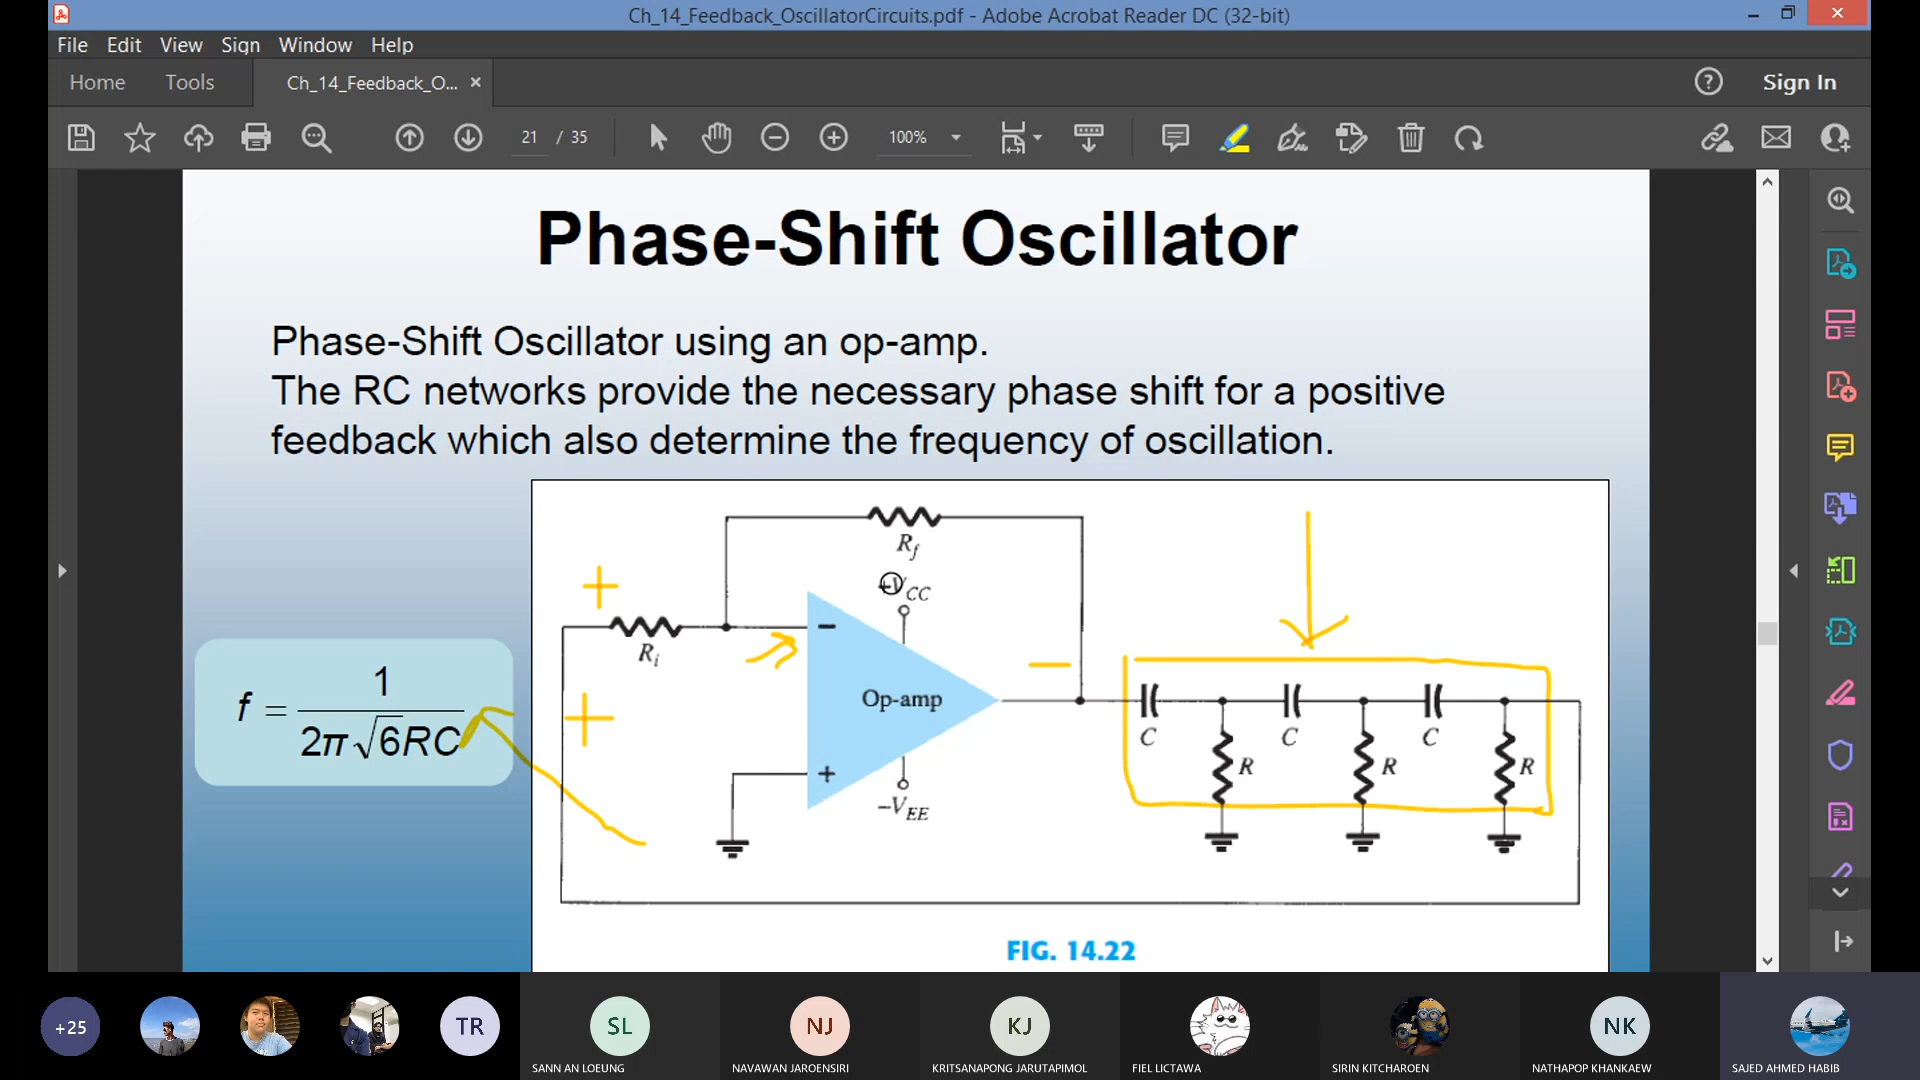 Ch_14_Feedback_OscillatorCircuits.pdf - Adobe Acrobat Reader DC (32-bit)
File Edit View Sign Window Help
Home Tools Ch_14_Feedback_O... × Sign In
21 / 35 100%
Phase-Shift Oscillator
Phase-Shift Oscillator using an op-amp.
The RC networks provide the necessary phase shift for a positive
feedback which also determine the frequency of oscillation.
f = 1 / 2π√6RC
Rf
+VCC
Ri
−
Op-amp
+
−VEE
C C C
R R R
FIG. 14.22
+25 TR SL NJ KJ NK
SANN AN LOEUNG NAVAWAN JAROENSIRI KRITSANAPONG JARUTAPIMOL FIEL LICTAWA SIRIN KITCHAROEN NATHAPOP KHANKAEW SAJED AHMED HABIB